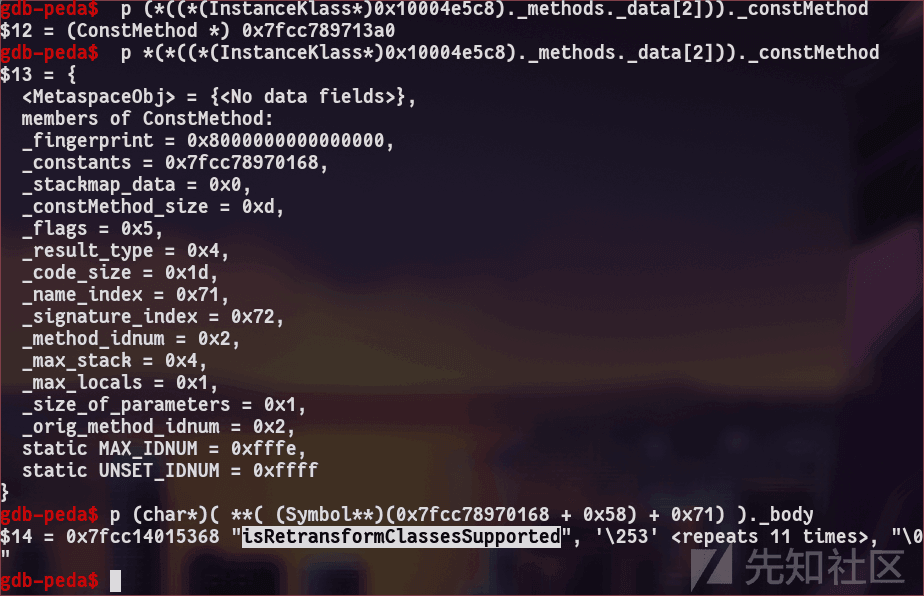 gdb-peda$  p (*((*(InstanceKlass*)0x10004e5c8)._methods._data[2]))._constMethod
$12 = (ConstMethod *) 0x7fcc789713a0
gdb-peda$  p *(*((*(InstanceKlass*)0x10004e5c8)._methods._data[2]))._constMethod
$13 = {
  <MetaspaceObj> = {<No data fields>},
  members of ConstMethod:
  _fingerprint = 0x8000000000000000,
  _constants = 0x7fcc78970168,
  _stackmap_data = 0x0,
  _constMethod_size = 0xd,
  _flags = 0x5,
  _result_type = 0x4,
  _code_size = 0x1d,
  _name_index = 0x71,
  _signature_index = 0x72,
  _method_idnum = 0x2,
  _max_stack = 0x4,
  _max_locals = 0x1,
  _size_of_parameters = 0x1,
  _orig_method_idnum = 0x2,
  static MAX_IDNUM = 0xfffe,
  static UNSET_IDNUM = 0xffff
}
gdb-peda$ p (char*)( **( (Symbol**)(0x7fcc78970168 + 0x58) + 0x71) )._body
$14 = 0x7fcc14015368 "isRetransformClassesSupported", '\253' <repeats 11 times>, "\0
"
gdb-peda$
先知社区